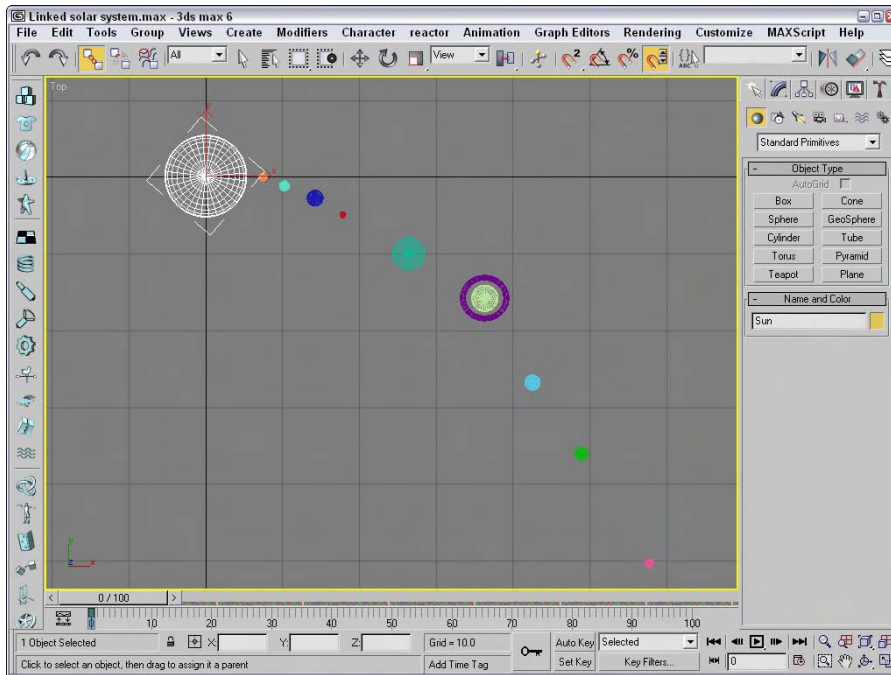 Linked solar system.max - 3ds max 6
File Edit Tools Group Views Create Modifiers Character reactor Animation Graph Editors Rendering Customize MAXScript Help
All
View
Top
y
x
Standard Primitives
- Object Type
AutoGrid
Box Cone
Sphere GeoSphere
Cylinder Tube
Torus Pyramid
Teapot Plane
- Name and Color
Sun
y
z x
< 0 / 100 >
0 10 20 30 40 50 60 70 80 90 100
1 Object Selected X: Y: Z: Grid = 10.0 Auto Key Selected
Click to select an object, then drag to assign it a parent Add Time Tag Set Key Key Filters... 0